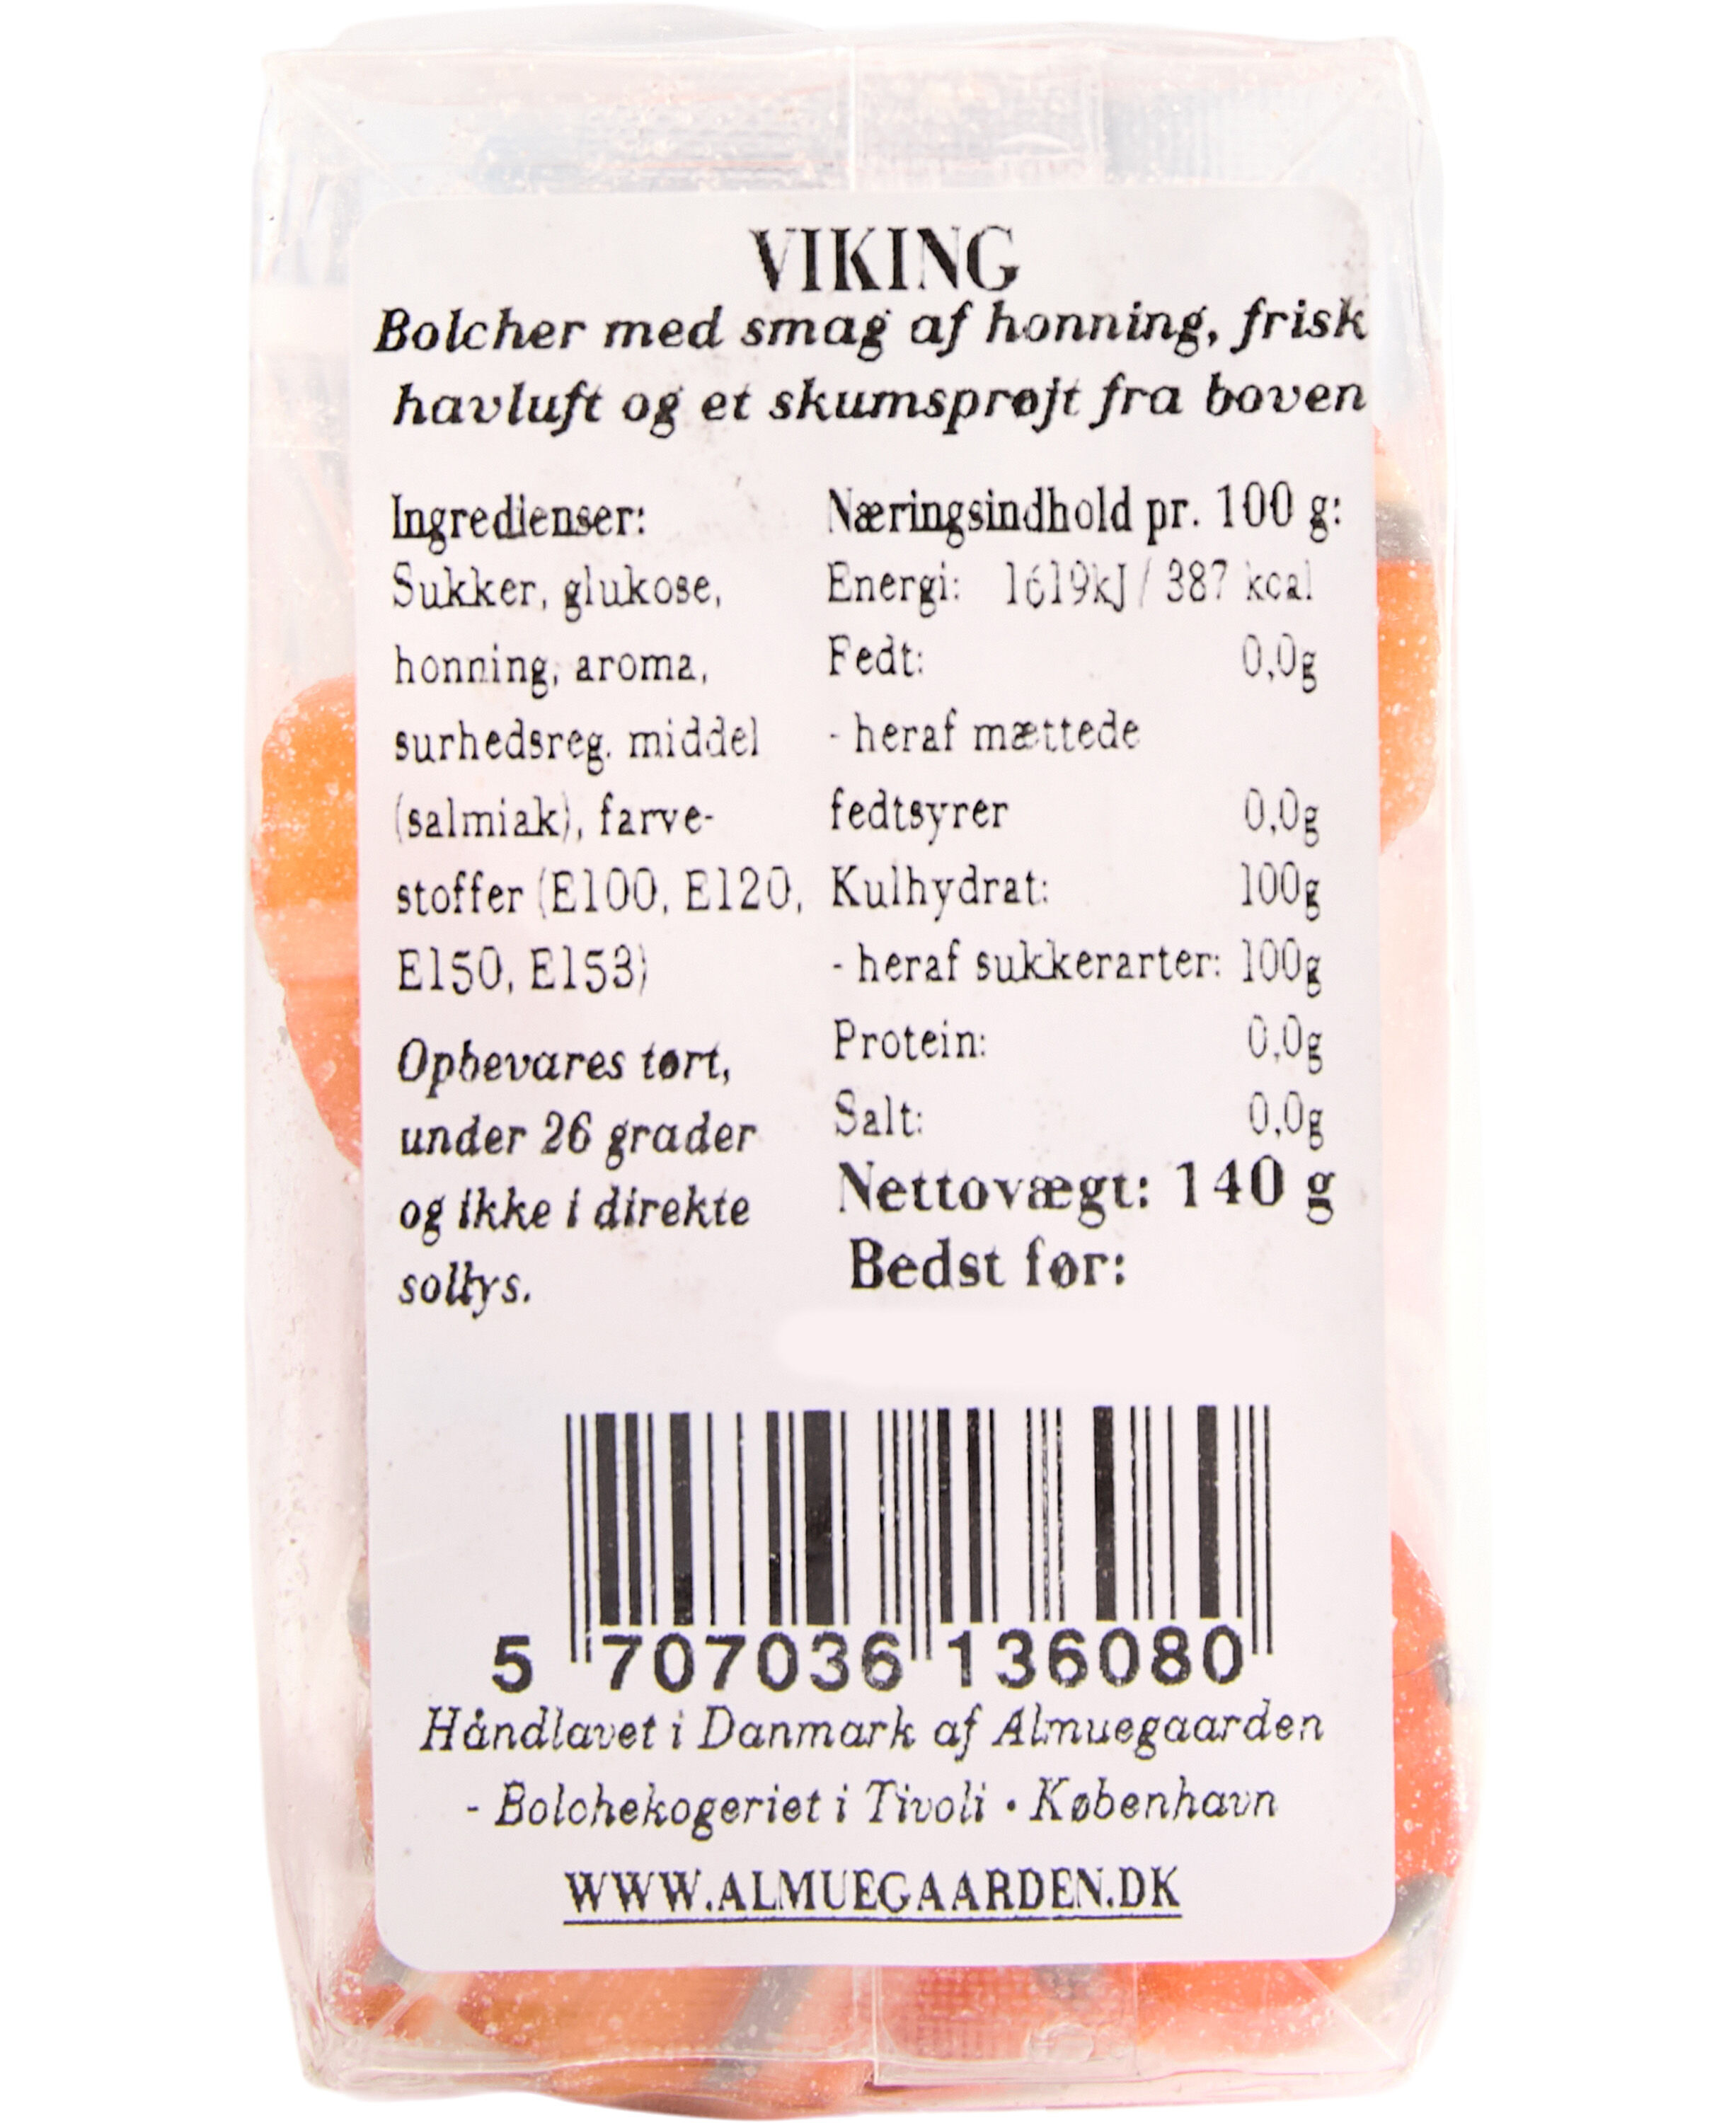 VIKING
Bolcher med smag af honning, frisk
havluft og et skumsprøjt fra boven
Ingredienser:
Sukker, glukose,
honning, aroma,
surhedsreg. middel
(salmiak), farve-
stoffer (E100, E120,
E150, E153)
Opbevares tørt,
under 26 grader
og ikke i direkte
sollys.
Næringsindhold pr. 100 g:
Energi: 1619kJ / 387 kcal
Fedt: 0,0g
- heraf mættede
fedtsyrer 0,0g
Kulhydrat: 100g
- heraf sukkerarter: 100g
Protein: 0,0g
Salt: 0,0g
Nettovægt: 140 g
Bedst før:
5 707036 136080
Håndlavet i Danmark af Almuegaarden
- Bolchekogeriet i Tivoli • København
WWW.ALMUEGAARDEN.DK